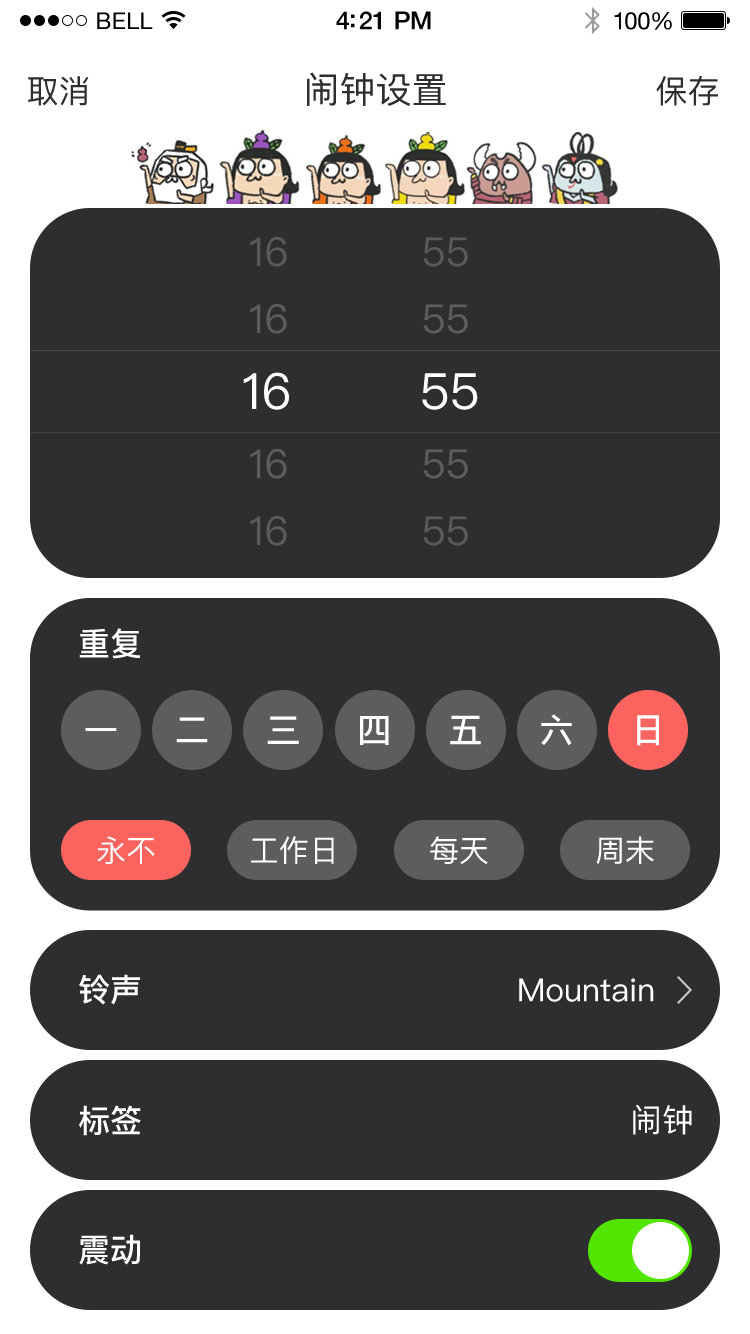 BELL 4:21 PM 100%
取消 闹钟设置 保存
16 55
16 55
16 55
16 55
16 55
重复
一 二 三 四 五 六 日
永不 工作日 每天 周末
铃声 Mountain
标签 闹钟
震动